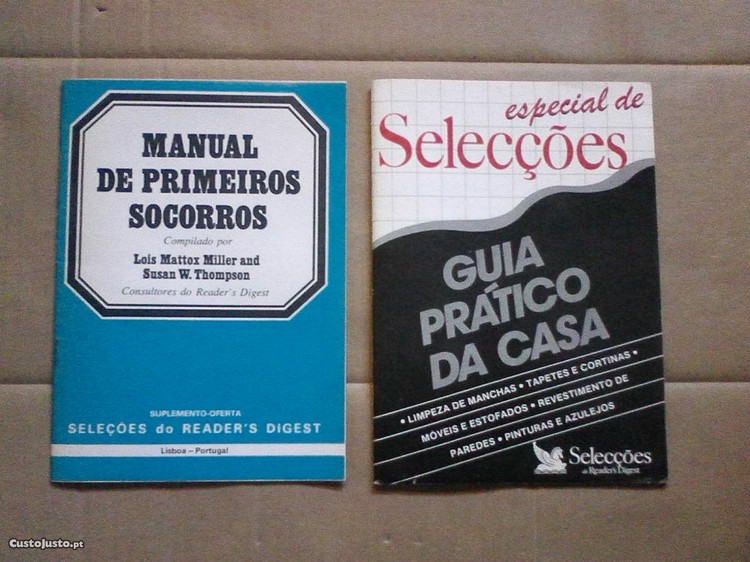 MANUAL
DE PRIMEIROS
SOCORROS
Compilado por
Lois Mattox Miller and
Susan W. Thompson
Consultores do Reader's Digest
SUPLEMENTO-OFERTA
SELEÇÕES do READER'S DIGEST
Lisboa – Portugal
especial de
Selecções
GUIA
PRÁTICO
DA CASA
• LIMPEZA DE MANCHAS • TAPETES E CORTINAS •
MÓVEIS E ESTOFADOS • REVESTIMENTO DE
PAREDES • PINTURAS E AZULEJOS
Selecções
do Reader's Digest
CustoJusto.pt